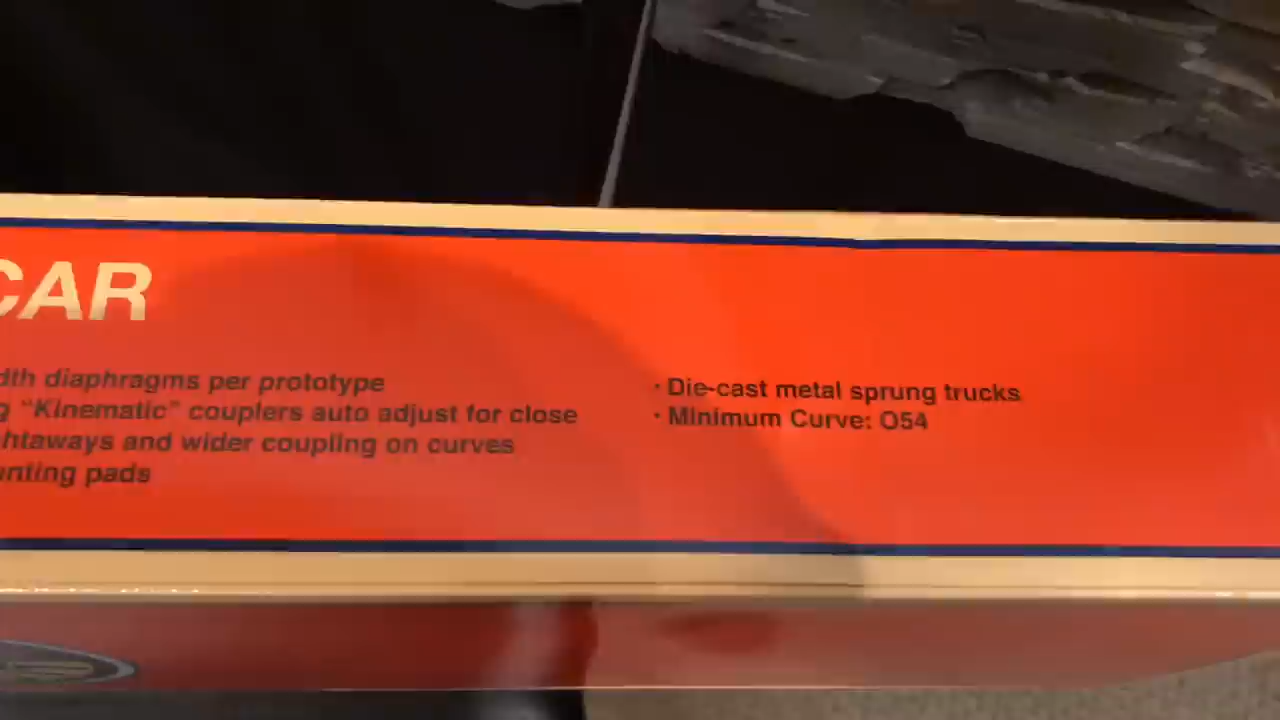 CAR
dth diaphragms per prototype
g "Kinematic" couplers auto adjust for close
htaways and wider coupling on curves
unting pads
· Die-cast metal sprung trucks
· Minimum Curve: O54